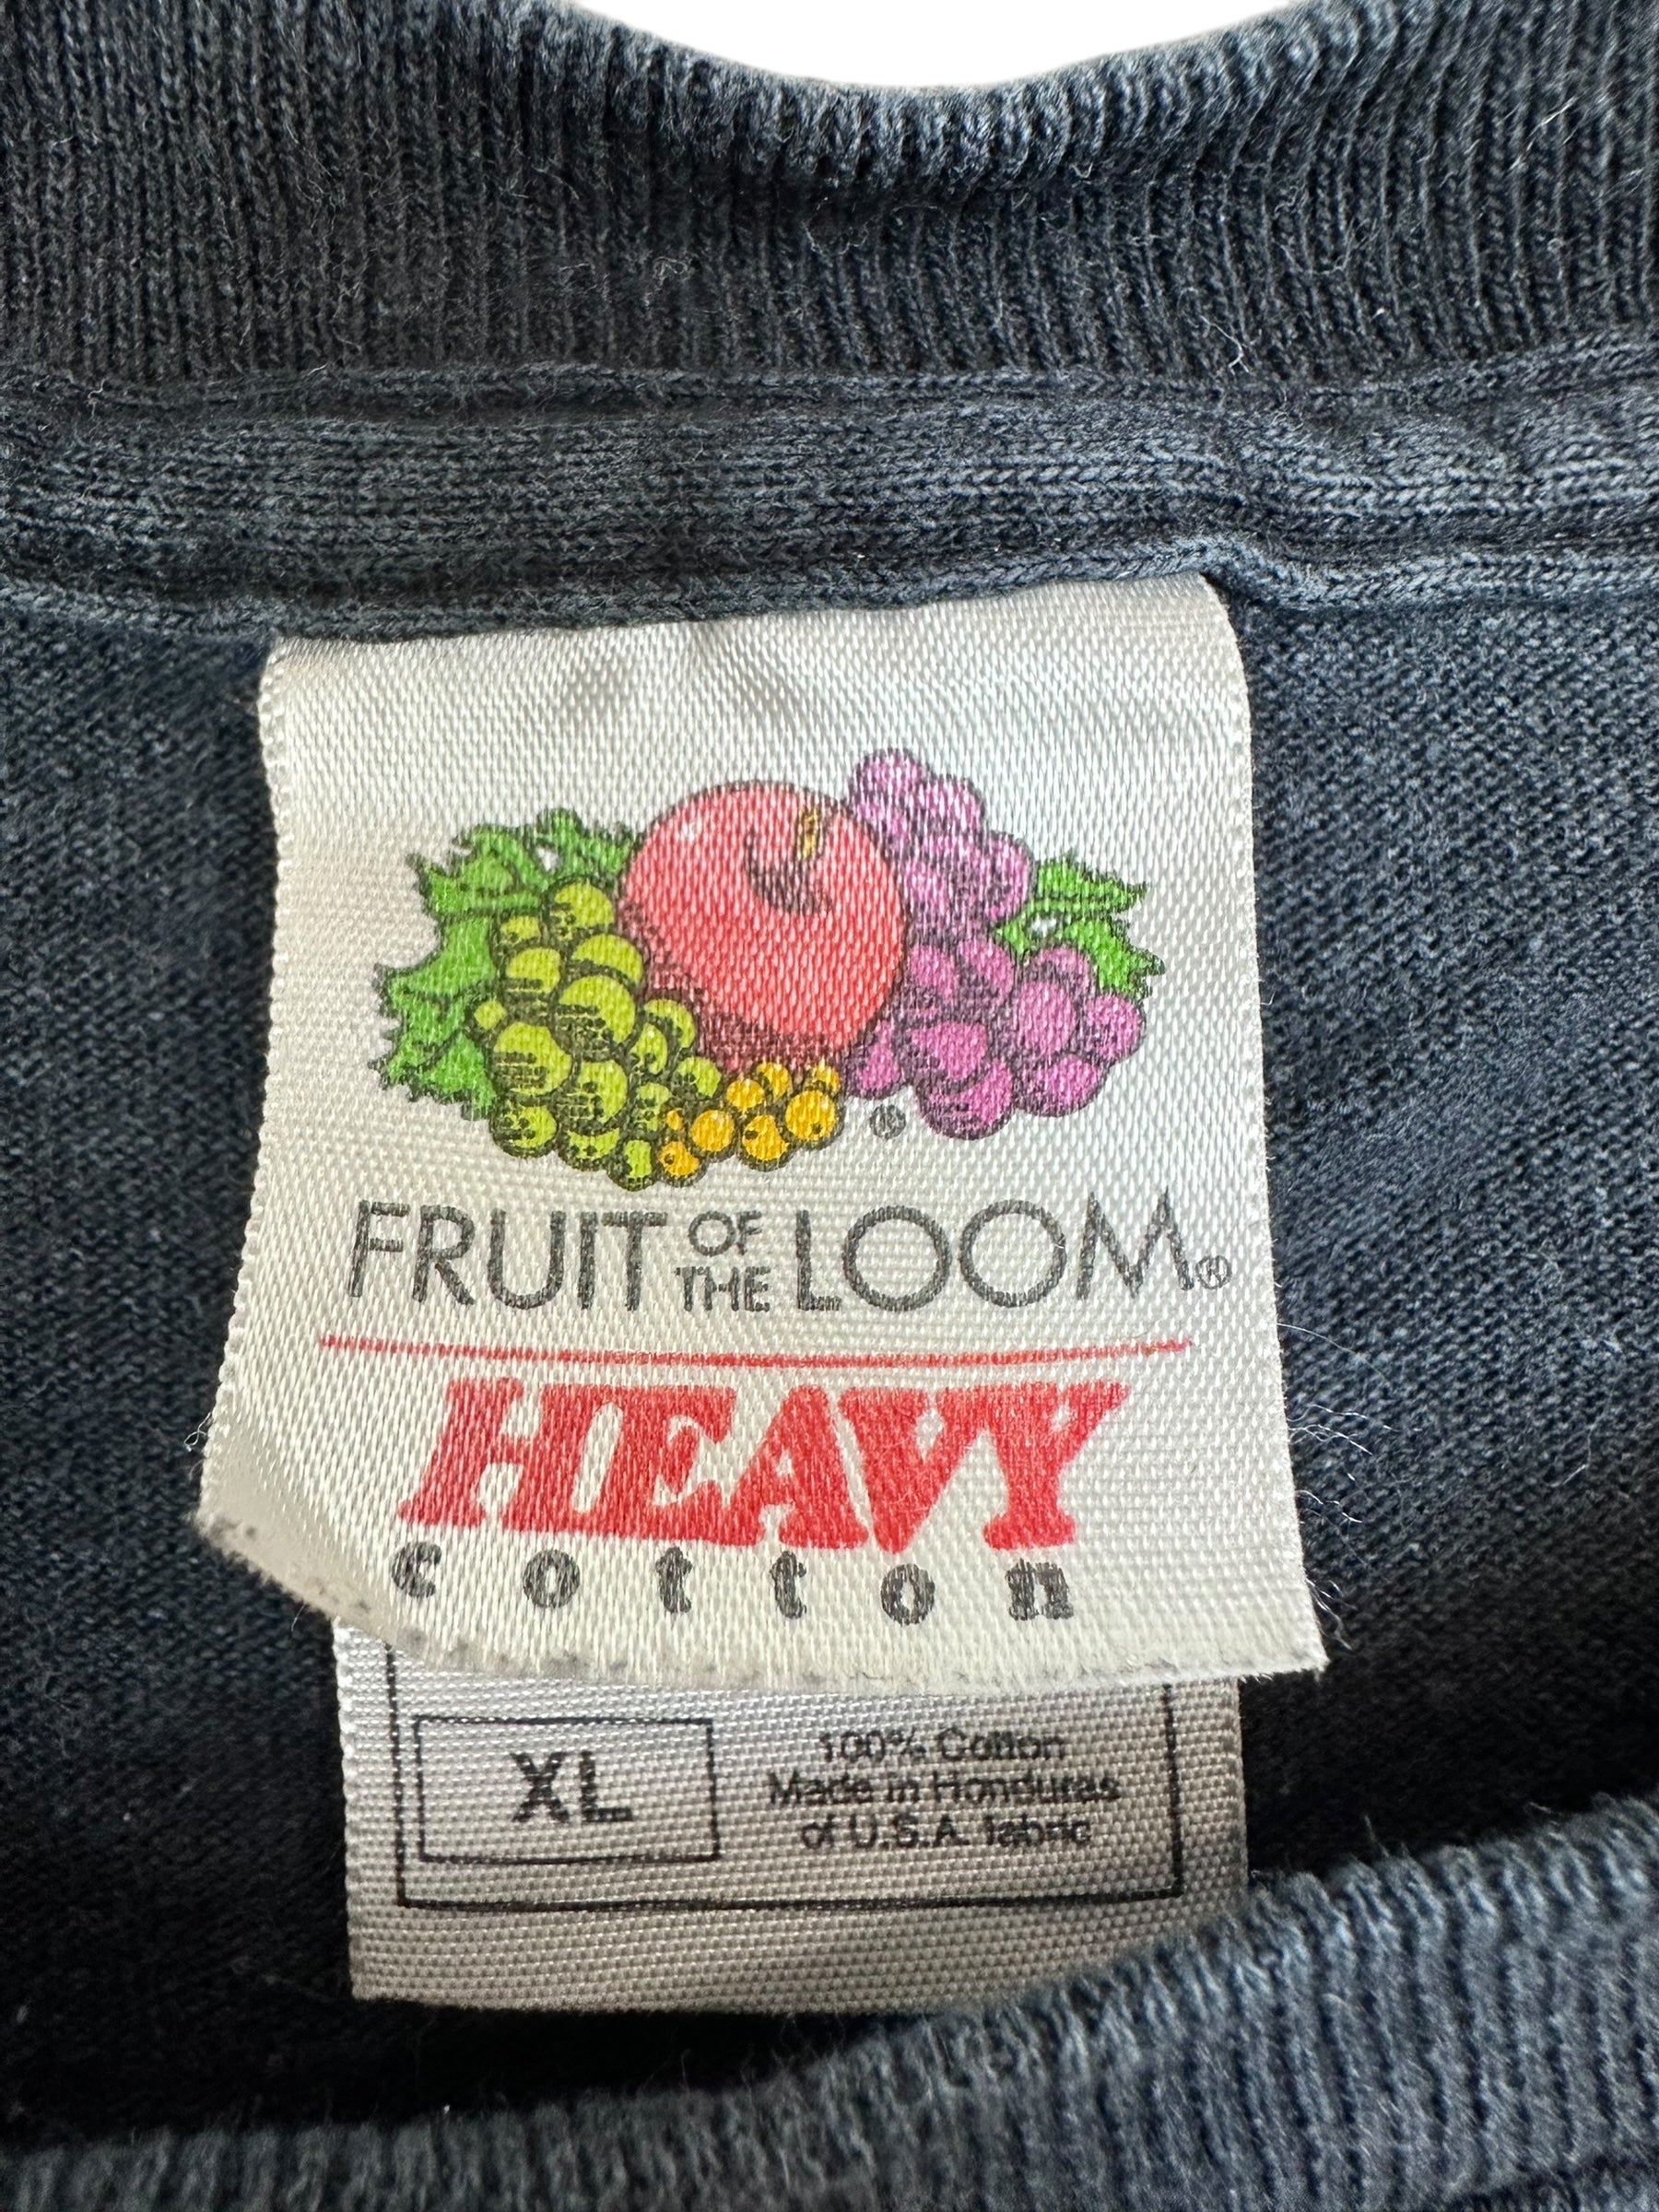 ®
FRUIT OF THE LOOM®
HEAVY
cotton
XL
100% Cotton
Made in Honduras
of U.S.A. fabric